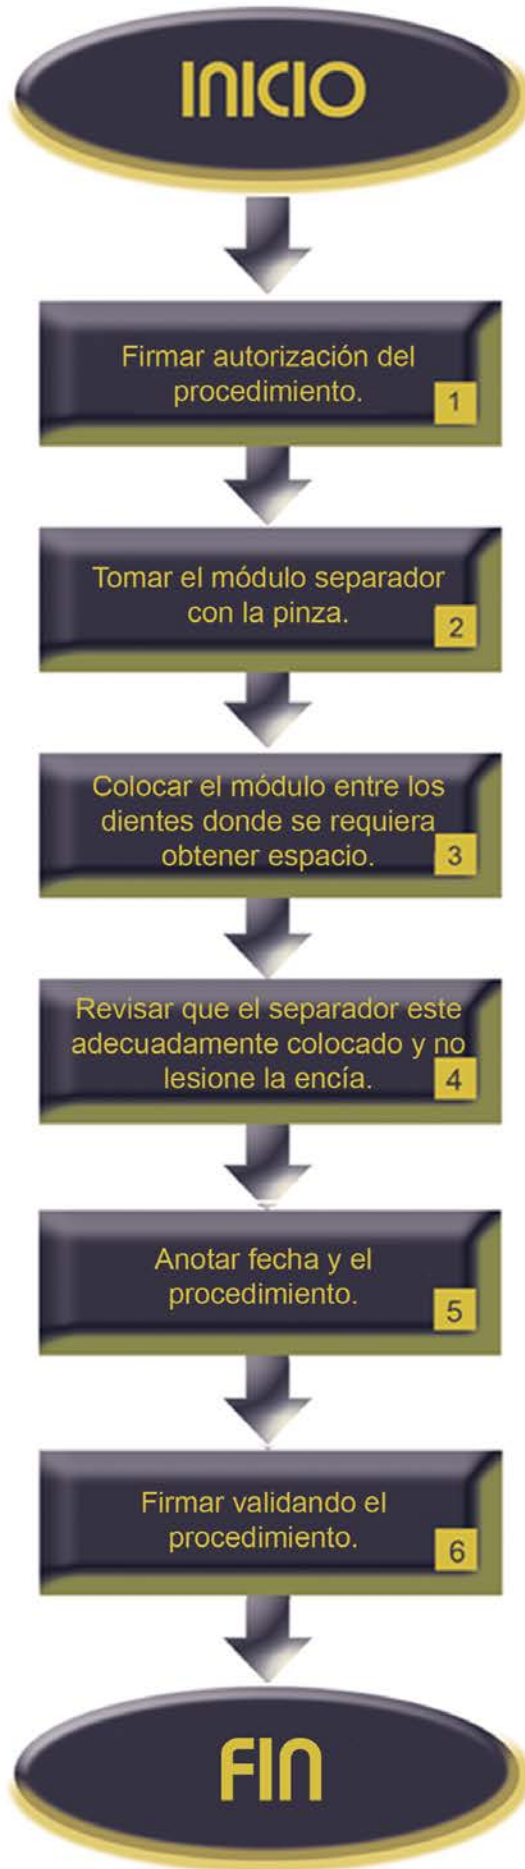 INICIO
Firmar autorización del
procedimiento.
1
Tomar el módulo separador
con la pinza.
2
Colocar el módulo entre los
dientes donde se requiera
obtener espacio.
3
Revisar que el separador este
adecuadamente colocado y no
lesione la encía.
4
Anotar fecha y el
procedimiento.
5
Firmar validando el
procedimiento.
6
FIN